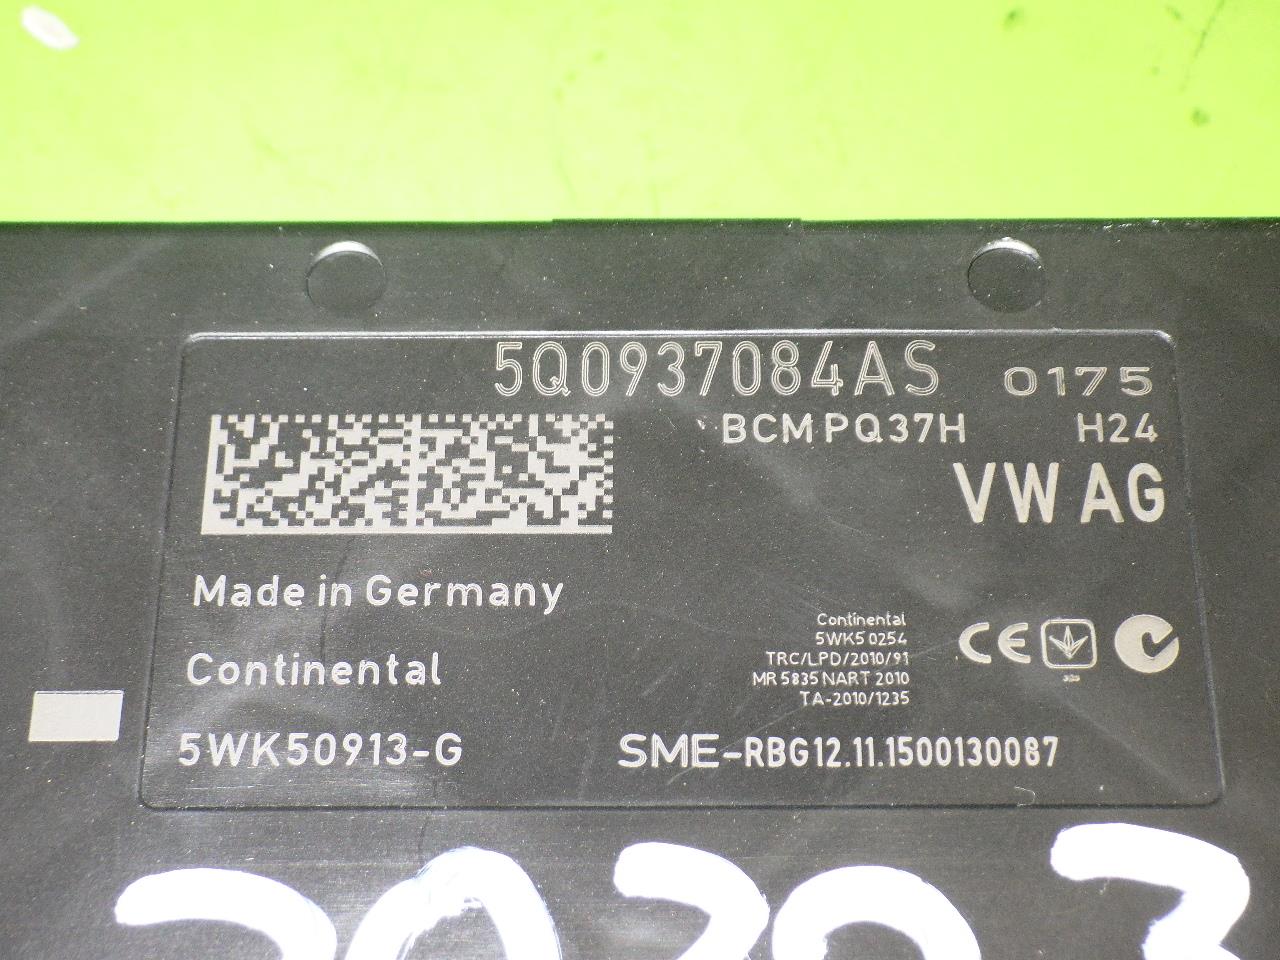 5Q0937084AS 0175
BCM PQ37H H24
VW AG
Made in Germany
Continental
5WK50254
TRC/LPD/2010/91
MR 5835 NART 2010
TA-2010/1235
CE
Continental
5WK50913-G
SME-RBG12.11.1500130087